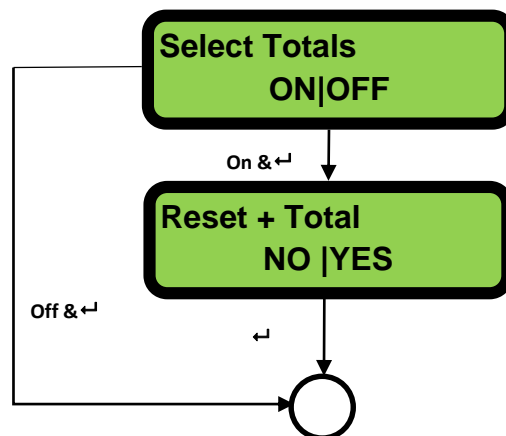 Select Totals
ON|OFF
On &↵
Reset + Total
NO |YES
Off &↵
↵